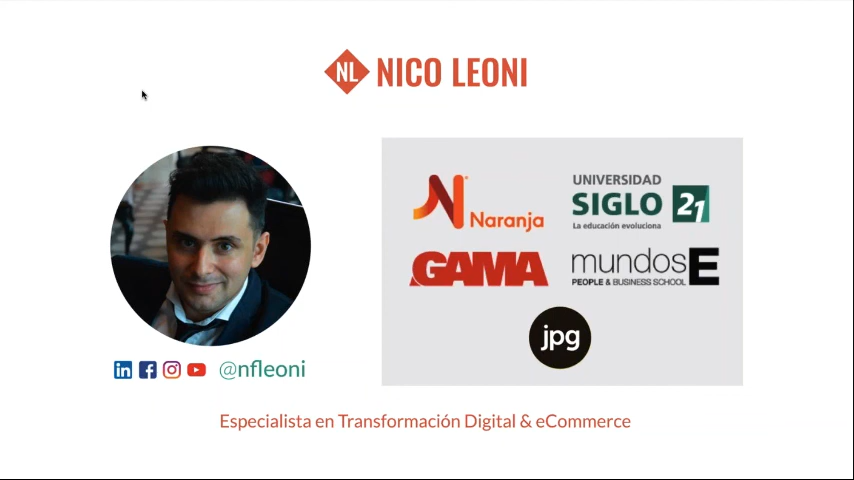 NL NICO LEONI
Naranja
UNIVERSIDAD
SIGLO 21
La educación evoluciona
GAMA
mundosE
PEOPLE & BUSINESS SCHOOL
jpg
in f @nfleoni
Especialista en Transformación Digital & eCommerce